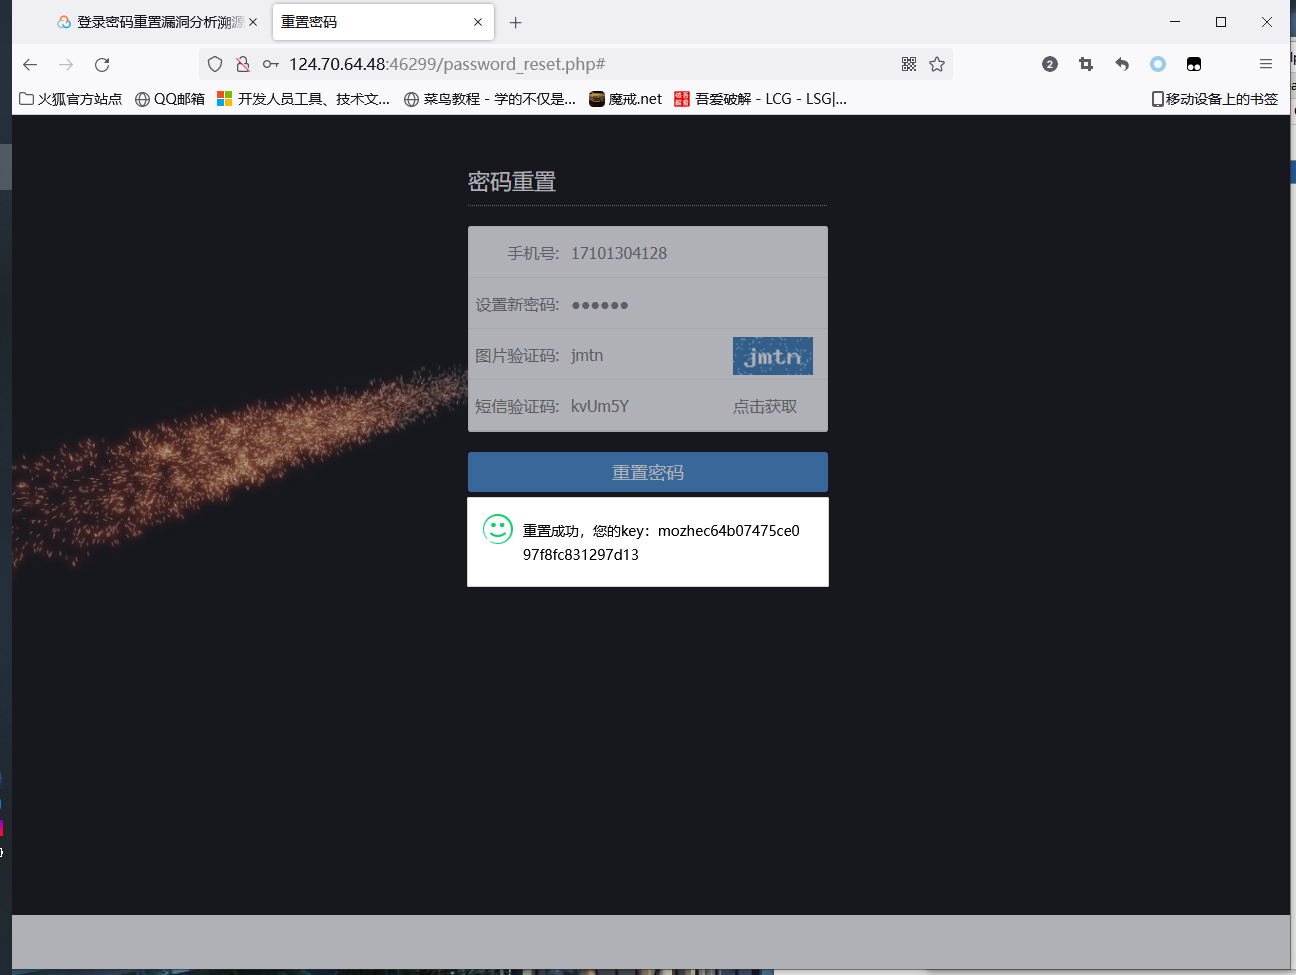 登录密码重置漏洞分析溯源
重置密码
124.70.64.48:46299/password_reset.php#
2
火狐官方站点
QQ邮箱
开发人员工具、技术文...
菜鸟教程 - 学的不仅是...
魔戒.net
吾爱破解 - LCG - LSG|...
移动设备上的书签
密码重置
手机号: 17101304128
设置新密码: ●●●●●●
图片验证码: jmtn jmtn
短信验证码: kvUm5Y 点击获取
重置密码
重置成功，您的key：mozhec64b07475ce0
97f8fc831297d13